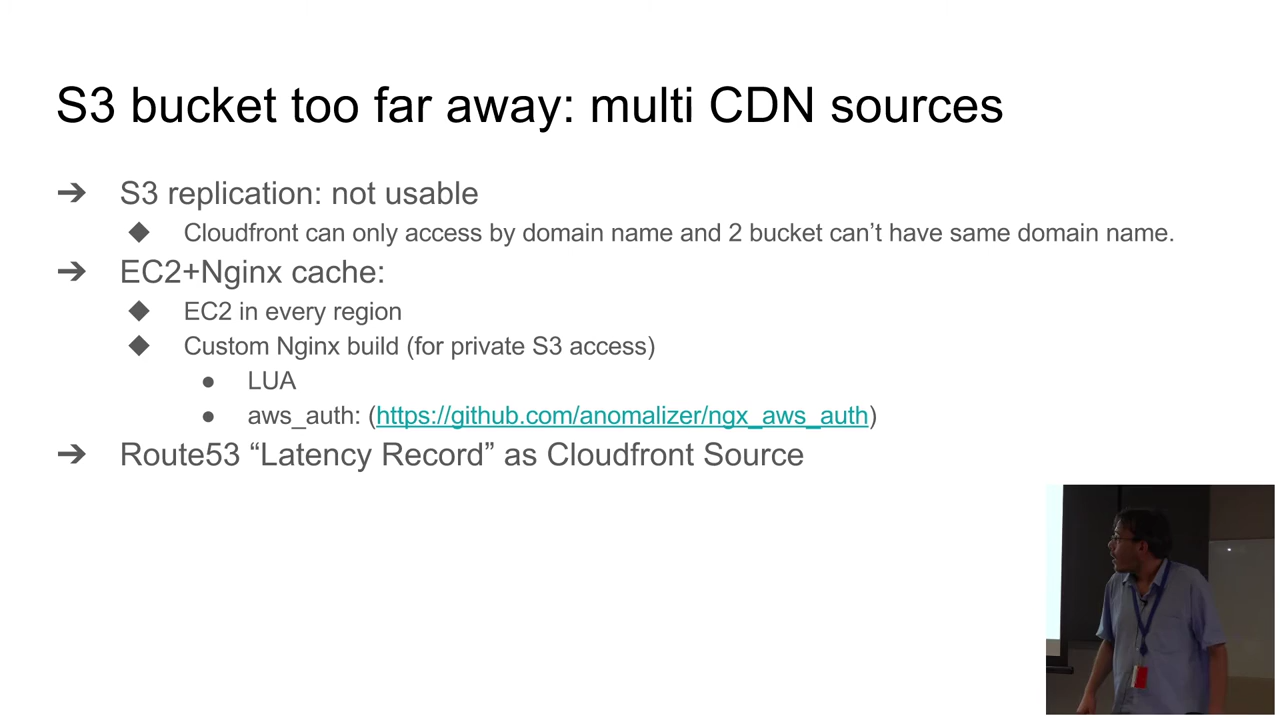 S3 bucket too far away: multi CDN sources
➔ S3 replication: not usable
◆ Cloudfront can only access by domain name and 2 bucket can’t have same domain name.
➔ EC2+Nginx cache:
◆ EC2 in every region
◆ Custom Nginx build (for private S3 access)
● LUA
● aws_auth: (https://github.com/anomalizer/ngx_aws_auth)
➔ Route53 “Latency Record” as Cloudfront Source